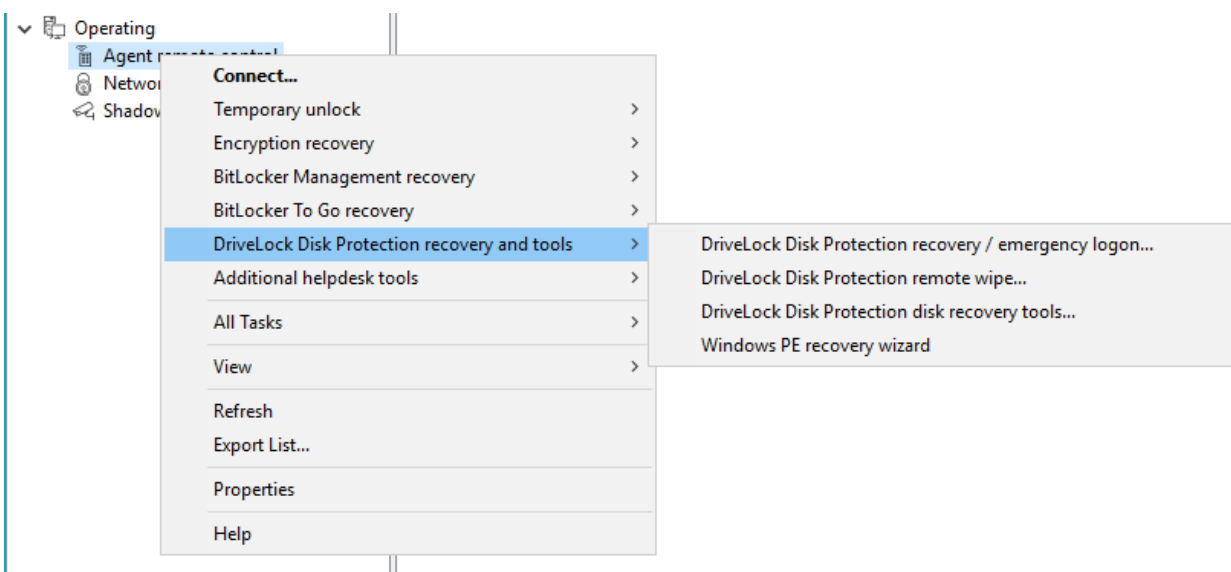 Operating
Agent remote control
Connect...
Temporary unlock
Encryption recovery
BitLocker Management recovery
BitLocker To Go recovery
DriveLock Disk Protection recovery and tools
Additional helpdesk tools
All Tasks
View
Refresh
Export List...
Properties
Help
DriveLock Disk Protection recovery / emergency logon...
DriveLock Disk Protection remote wipe...
DriveLock Disk Protection disk recovery tools...
Windows PE recovery wizard